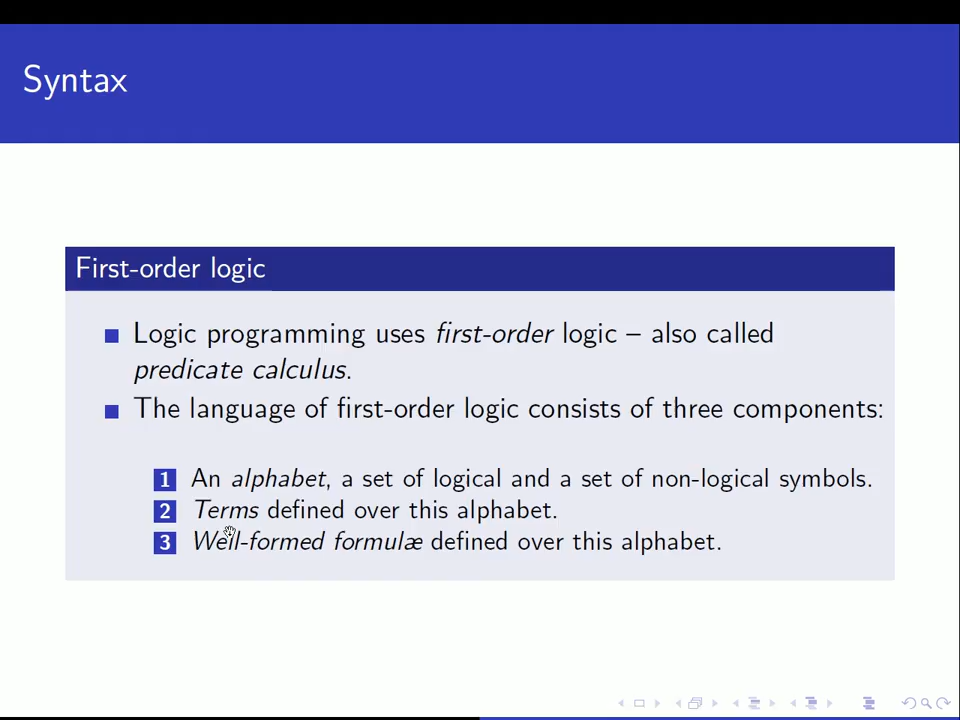 Syntax
First-order logic
Logic programming uses first-order logic – also called
predicate calculus.
The language of first-order logic consists of three components:
1 An alphabet, a set of logical and a set of non-logical symbols.
2 Terms defined over this alphabet.
3 Well-formed formulæ defined over this alphabet.